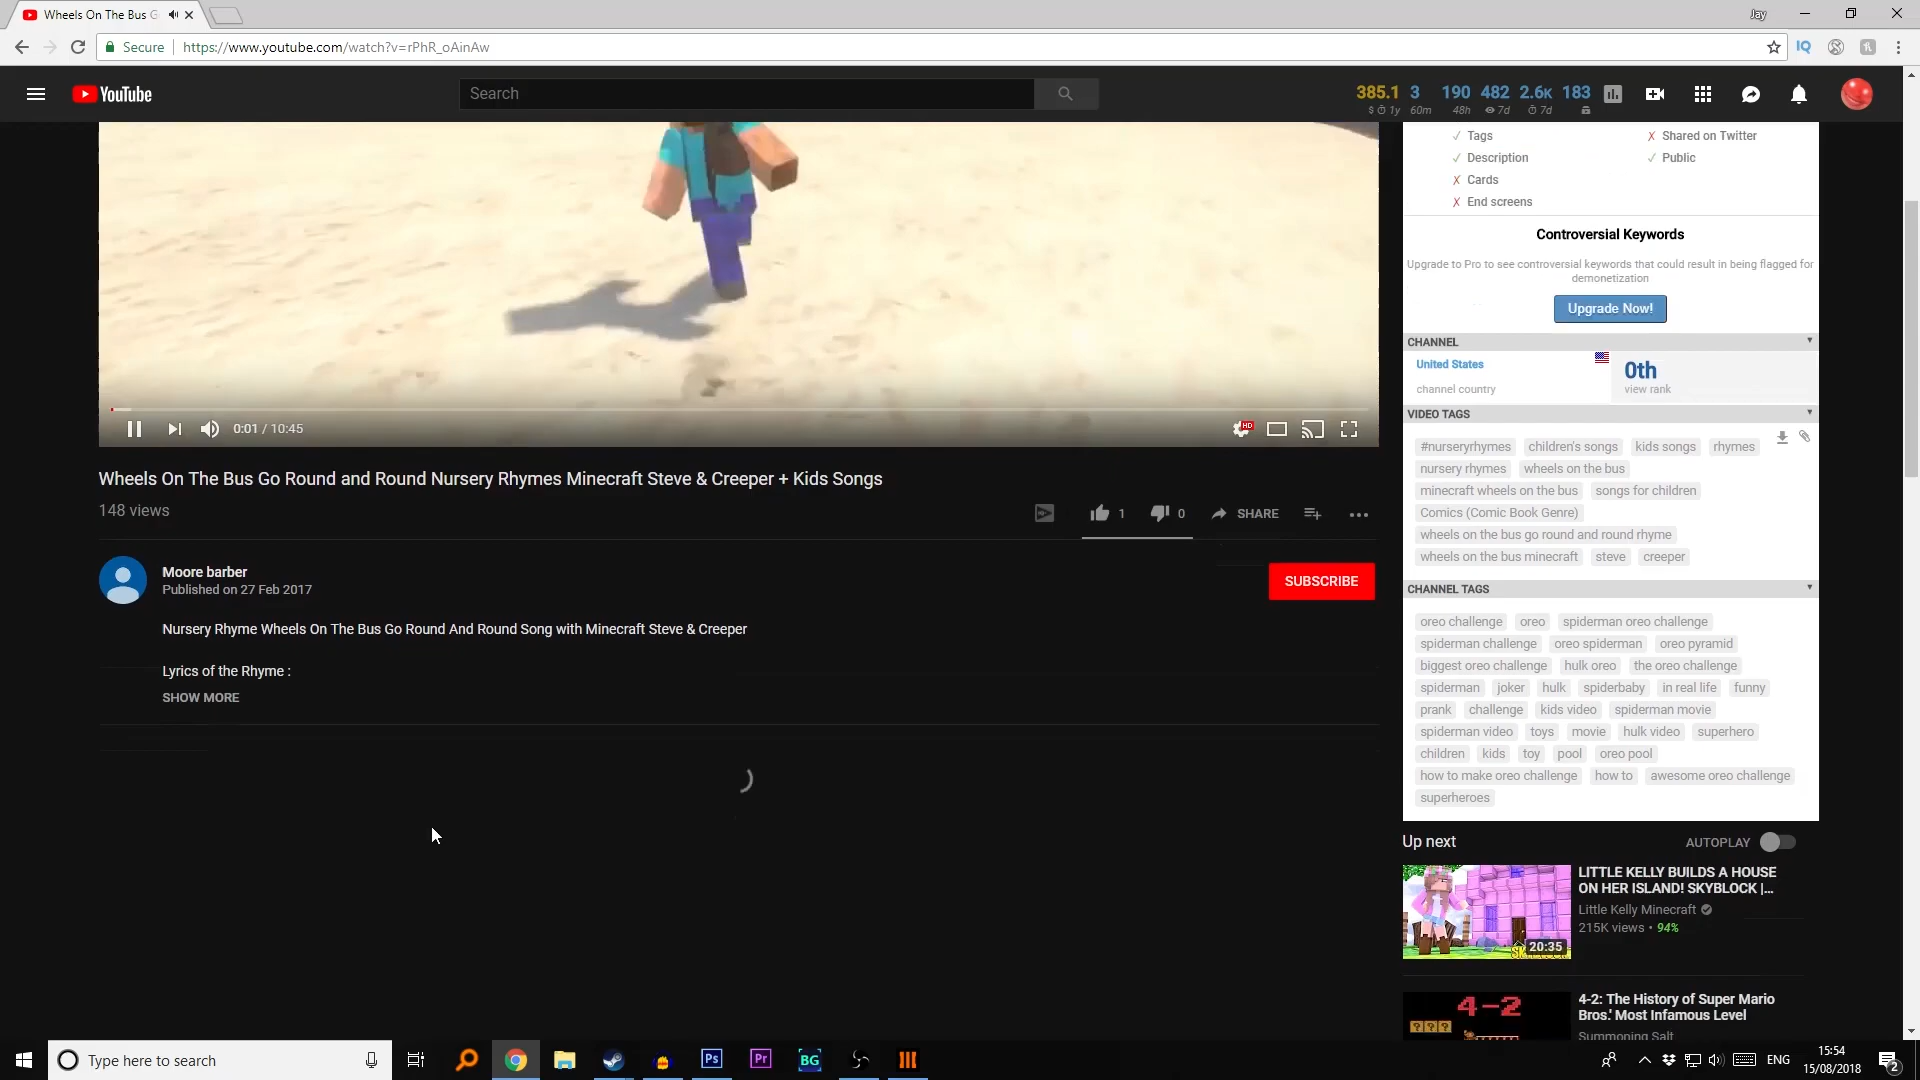 Wheels On The Bus G
Jay
Secure
https://www.youtube.com/watch?v=rPhR_oAinAw
IQ
YouTube
Search
385.1 3 190 482 2.6K 183
$ 1y 60m 48h 7d 7d
Tags
Shared on Twitter
Description
Public
Cards
End screens
Controversial Keywords
Upgrade to Pro to see controversial keywords that could result in being flagged for
demonetization
Upgrade Now!
CHANNEL
United States
0th
channel country
view rank
VIDEO TAGS
#nurseryrhymes children's songs kids songs rhymes
nursery rhymes wheels on the bus
minecraft wheels on the bus songs for children
Comics (Comic Book Genre)
wheels on the bus go round and round rhyme
wheels on the bus minecraft steve creeper
CHANNEL TAGS
oreo challenge oreo spiderman oreo challenge
spiderman challenge oreo spiderman oreo pyramid
biggest oreo challenge hulk oreo the oreo challenge
spiderman joker hulk spiderbaby in real life funny
prank challenge kids video spiderman movie
spiderman video toys movie hulk video superhero
children kids toy pool oreo pool
how to make oreo challenge how to awesome oreo challenge
superheroes
0:01 / 10:45
HD
Wheels On The Bus Go Round and Round Nursery Rhymes Minecraft Steve & Creeper + Kids Songs
148 views
1
0
SHARE
Moore barber
Published on 27 Feb 2017
SUBSCRIBE
Nursery Rhyme Wheels On The Bus Go Round And Round Song with Minecraft Steve & Creeper
Lyrics of the Rhyme :
SHOW MORE
Up next
AUTOPLAY
LITTLE KELLY BUILDS A HOUSE
ON HER ISLAND! SKYBLOCK |...
Little Kelly Minecraft
215K views • 94%
20:35
4-2
4-2: The History of Super Mario
Bros.' Most Infamous Level
Summoning Salt
Type here to search
Ps
Pr
BG
ENG
15:54
15/08/2018
2